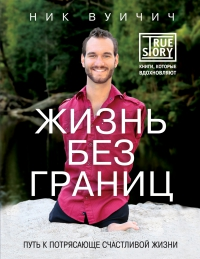 НИК ВУЙЧИЧ
TRUE
STORY
КНИГИ, КОТОРЫЕ
ВДОХНОВЛЯЮТ
ЖИЗНЬ
БЕЗ
ГРАНИЦ
ПУТЬ К ПОТРЯСАЮЩЕ СЧАСТЛИВОЙ ЖИЗНИ